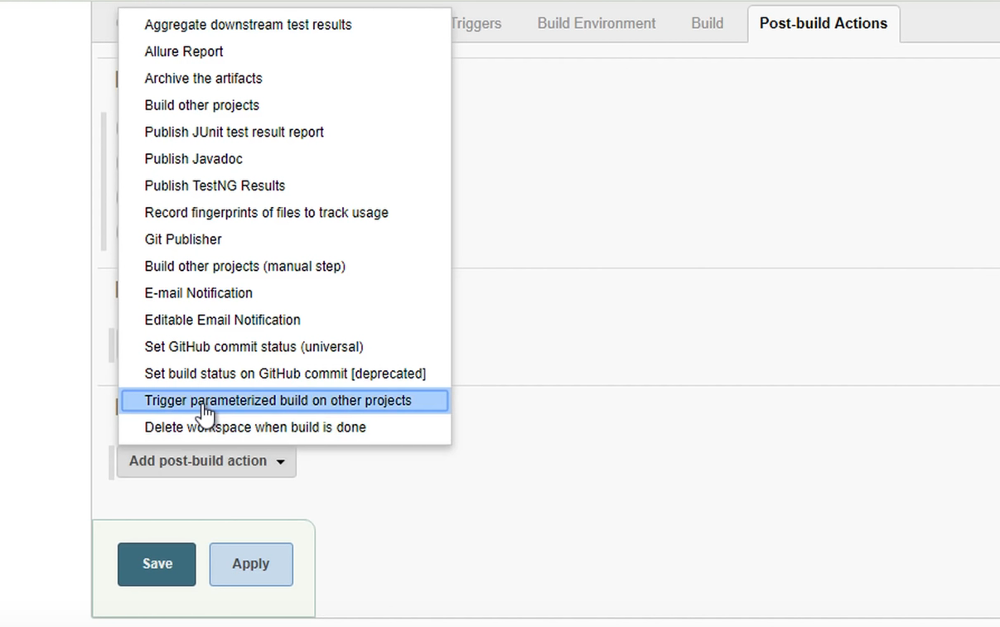 Triggers
Build Environment
Build
Post-build Actions
Aggregate downstream test results
Allure Report
Archive the artifacts
Build other projects
Publish JUnit test result report
Publish Javadoc
Publish TestNG Results
Record fingerprints of files to track usage
Git Publisher
Build other projects (manual step)
E-mail Notification
Editable Email Notification
Set GitHub commit status (universal)
Set build status on GitHub commit [deprecated]
Trigger parameterized build on other projects
Delete workspace when build is done
Add post-build action
Save
Apply